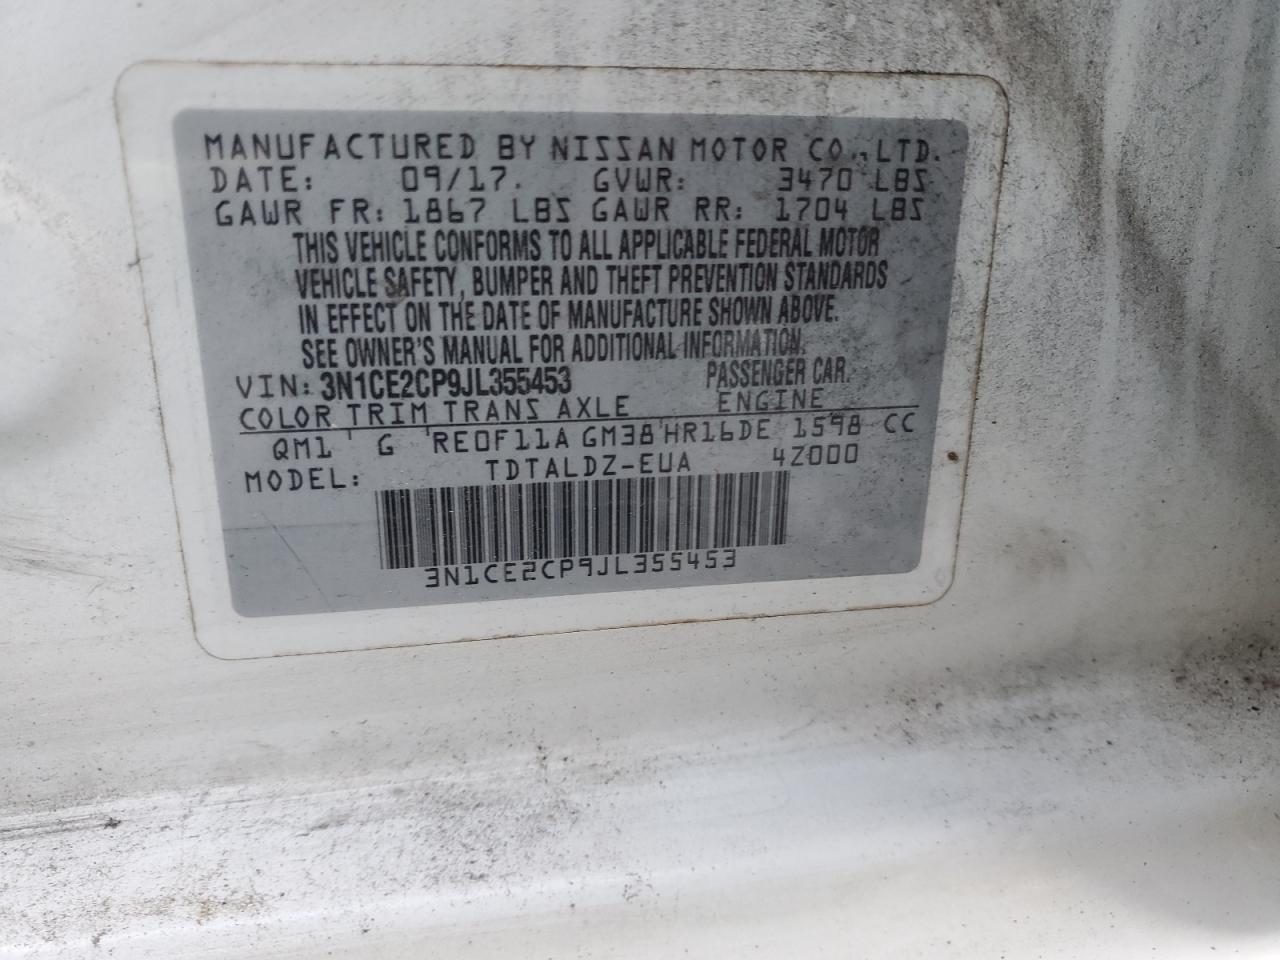 MANUFACTURED BY NISSAN MOTOR CO., LTD.
DATE: 09/17. GVWR: 3470 LBS
GAWR FR: 1867 LBS GAWR RR: 1704 LBS
THIS VEHICLE CONFORMS TO ALL APPLICABLE FEDERAL MOTOR
VEHICLE SAFETY, BUMPER AND THEFT PREVENTION STANDARDS
IN EFFECT ON THE DATE OF MANUFACTURE SHOWN ABOVE.
SEE OWNER'S MANUAL FOR ADDITIONAL INFORMATION.
VIN: 3N1CE2CP9JL355453 PASSENGER CAR.
COLOR TRIM TRANS AXLE ENGINE
QM1 G RE0F11A GM38 HR16DE 1598 CC
MODEL: TDTALDZ-EUA 4Z000
3N1CE2CP9JL355453